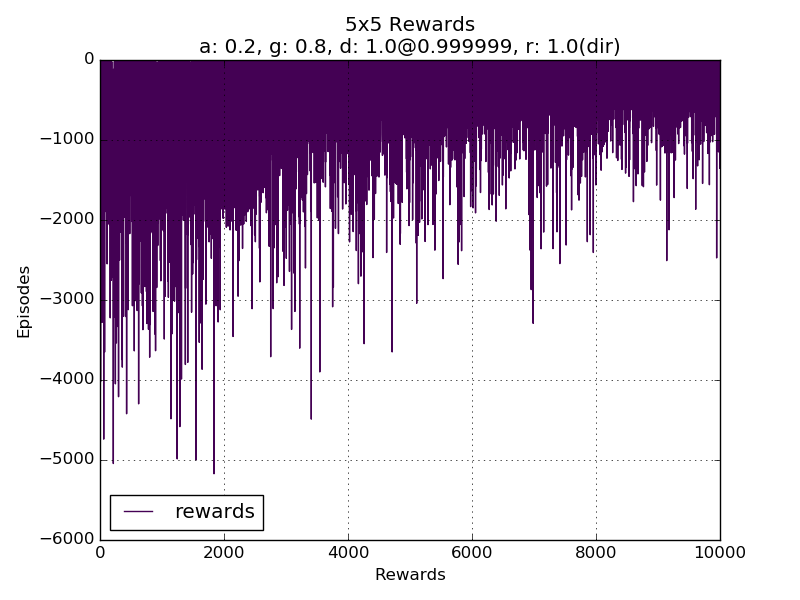 5x5 Rewards
a: 0.2, g: 0.8, d: 1.0@0.999999, r: 1.0(dir)
0
−1000
−2000
−3000
−4000
−5000
−6000
Episodes
rewards
0 2000 4000 6000 8000 10000
Rewards